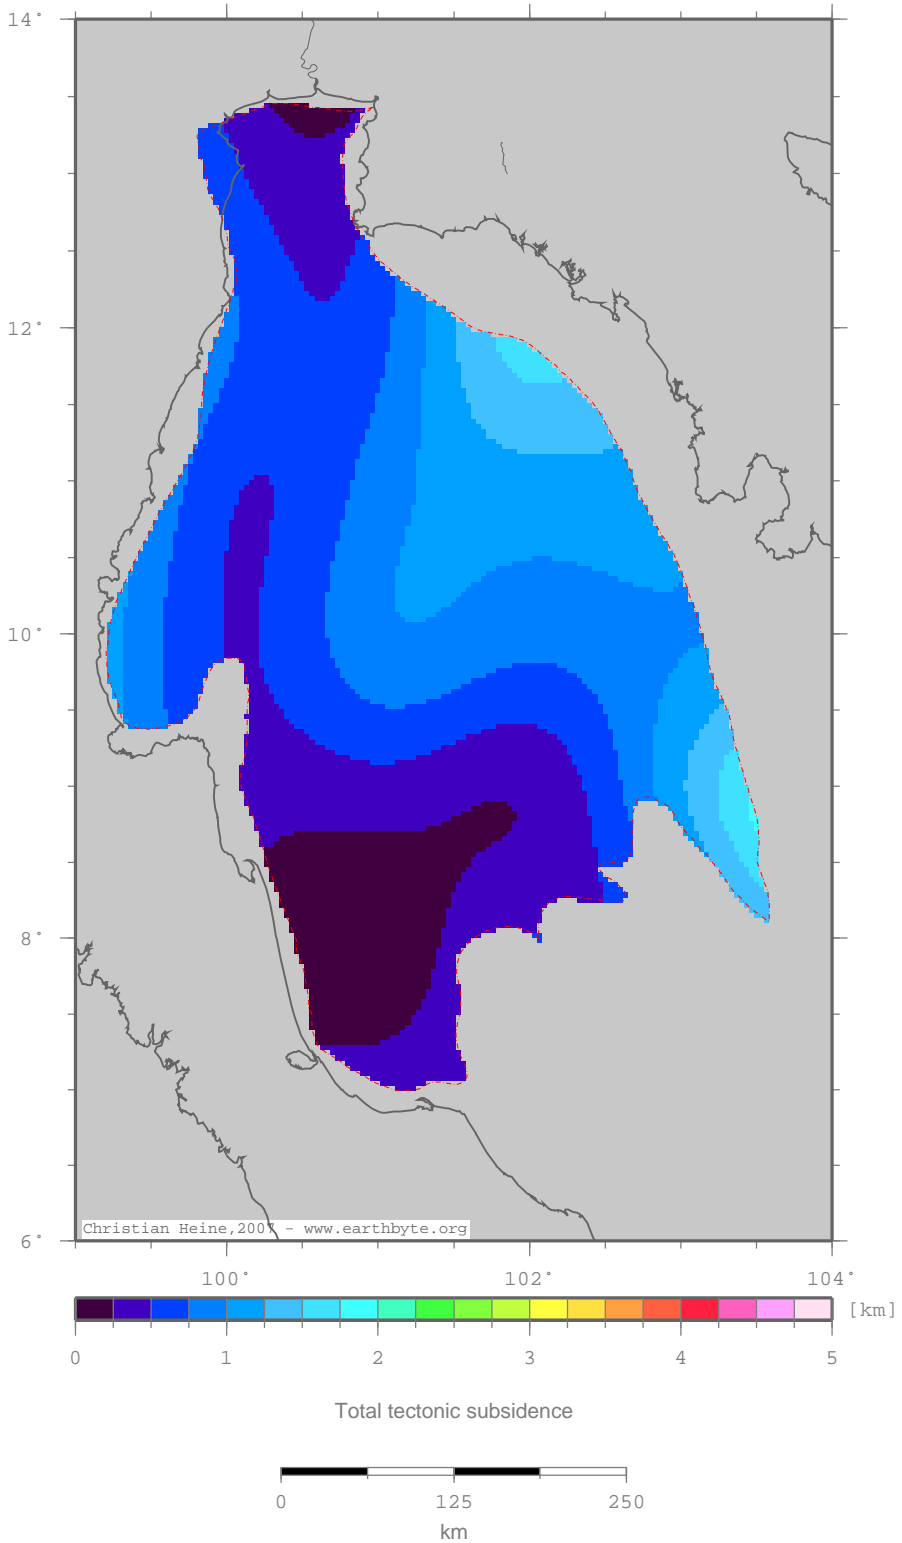 14°
12°
10°
8°
6°
Christian Heine,2007 - www.earthbyte.org
100° 102° 104°
[km]
0 1 2 3 4 5
Total tectonic subsidence
0 125 250
km